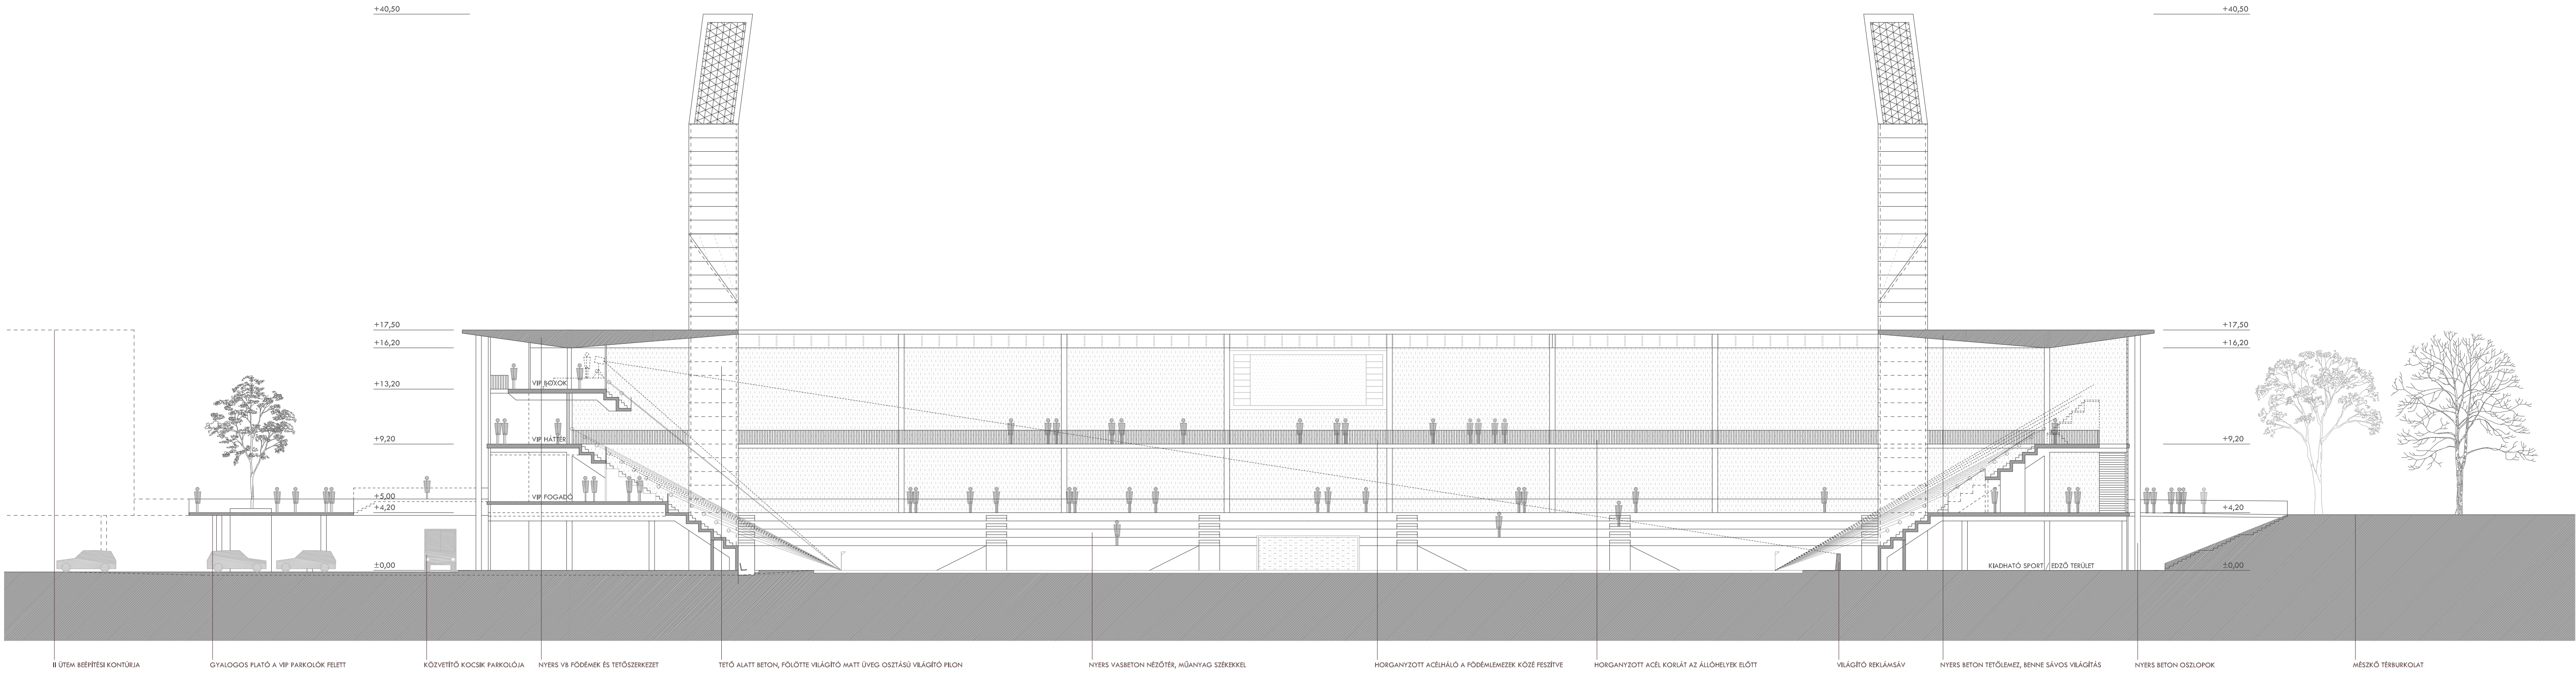 +40,50
+40,50
+17,50
+17,50
+16,20
+16,20
+13,20
VIP BOXOK
+9,20
VIP HÁTTÉR
+9,20
+5,00
VIP FOGADÓ
+4,20
+4,20
±0,00
KIADHATÓ SPORT / EDZŐ TERÜLET
±0,00
II ÜTEM BEÉPÍTÉSI KONTÚRJA
GYALOGOS PLATÓ A VIP PARKOLÓK FELETT
KÖZVETÍTŐ KOCSIK PARKOLÓJA
NYERS VB FÖDÉMEK ÉS TETŐSZERKEZET
TETŐ ALATT BETON, FÖLÖTTE VILÁGÍTÓ MATT ÜVEG OSZTÁSÚ VILÁGÍTÓ PILON
NYERS VASBETON NÉZŐTÉR, MŰANYAG SZÉKEKKEL
HORGANYZOTT ACÉLHÁLÓ A FÖDÉMLEMEZEK KÖZÉ FESZÍTVE
HORGANYZOTT ACÉL KORLÁT AZ ÁLLÓHELYEK ELŐTT
VILÁGÍTÓ REKLÁMSÁV
NYERS BETON TETŐLEMEZ, BENNE SÁVOS VILÁGÍTÁS
NYERS BETON OSZLOPOK
MÉSZKŐ TÉRBURKOLAT